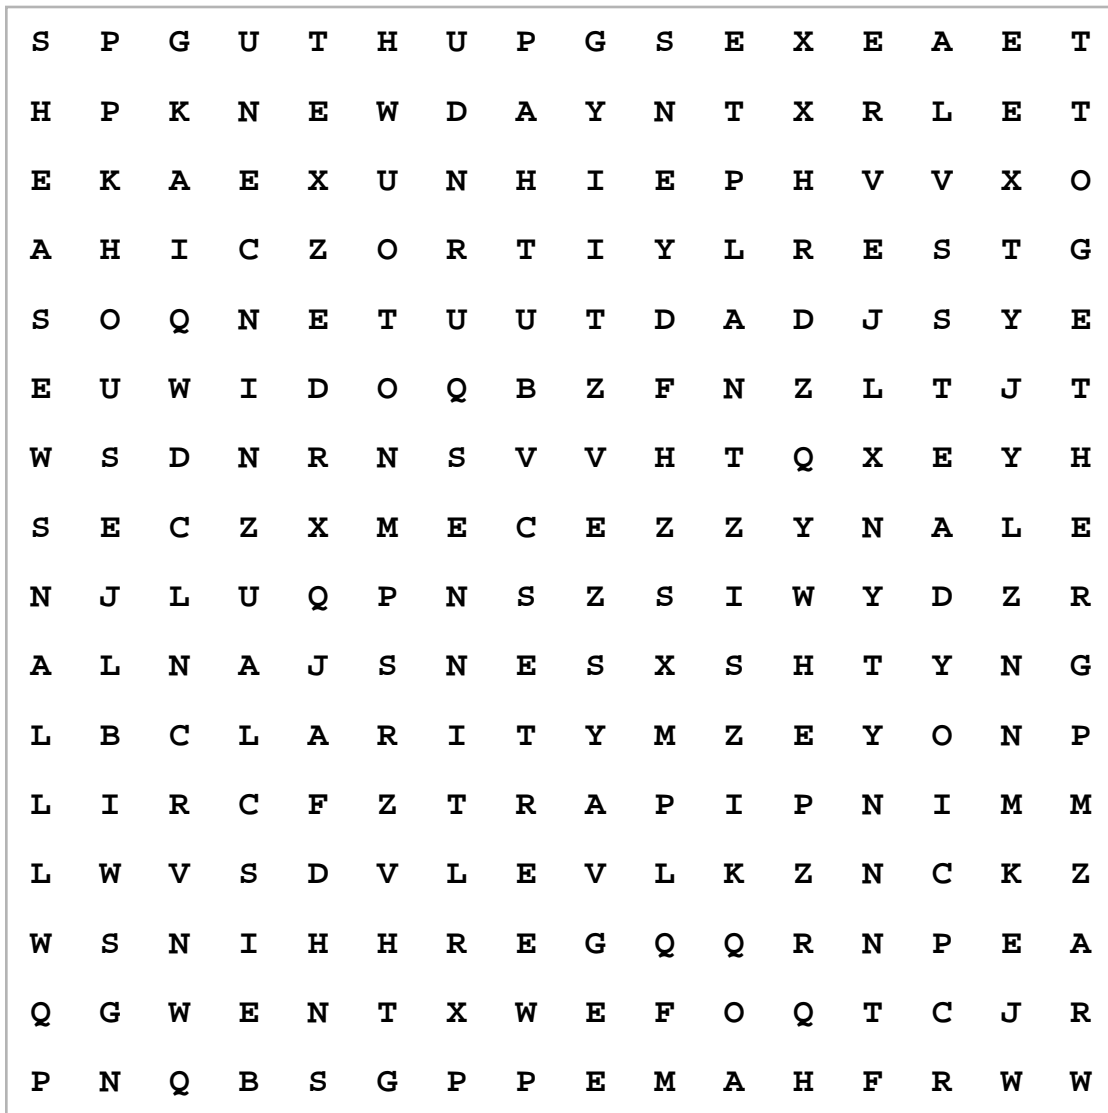 S P G U T H U P G S E X E A E T
H P K N E W D A Y N T X R L E T
E K A E X U N H I E P H V V X O
A H I C Z O R T I Y L R E S T G
S O Q N E T U U T D A D J S Y E
E U W I D O Q B Z F N Z L T J T
W S D N R N S V V H T Q X E Y H
S E C Z X M E C E Z Z Y N A L E
N J L U Q P N S Z S I W Y D Z R
A L N A J S N E S X S H T Y N G
L B C L A R I T Y M Z E Y O N P
L I R C F Z T R A P I P N I M M
L W V S D V L E V L K Z N C K Z
W S N I H H R E G Q Q R N P E A
Q G W E N T X W E F O Q T C J R
P N Q B S G P P E M A H F R W W